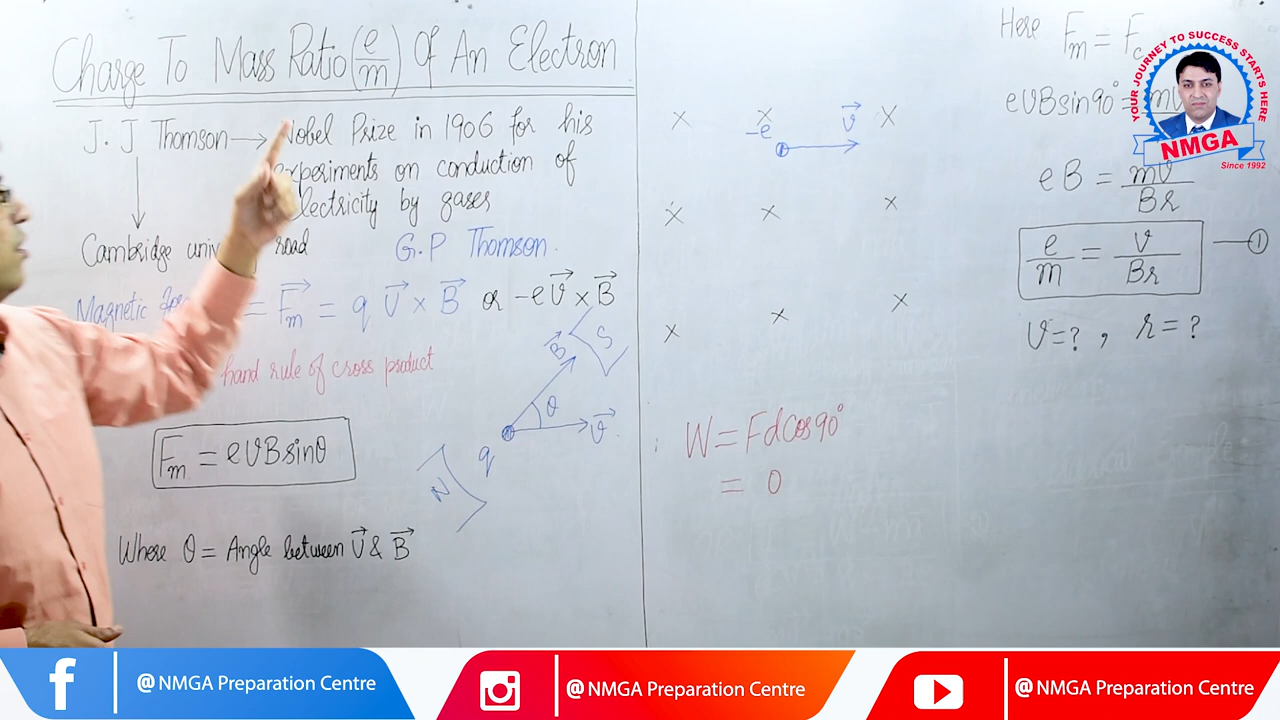 Charge To Mass Ratio (e/m) Of An Electron
J. J Thomson → Nobel Prize in 1906 for his
experiments on conduction of
electricity by gases
Cambridge road
G.P Thomson.
Magnetic = F⃗m = q V⃗ × B⃗ or -e V⃗ × B⃗
hand rule of cross product
B⃗
S
θ
V⃗
q
N
Fm = eVBsinθ
Where θ = Angle between V⃗ & B⃗
× × ×
-e V⃗
× × ×
× × ×
W = Fd Cos90°
= 0
Here Fm = Fc
eVBsin90° = mv
eB = mv/Br
e/m = V/Br —①
V=? , r=?
YOUR JOURNEY TO SUCCESS STARTS HERE
NMGA
Since 1992
f @ NMGA Preparation Centre
@ NMGA Preparation Centre
@ NMGA Preparation Centre